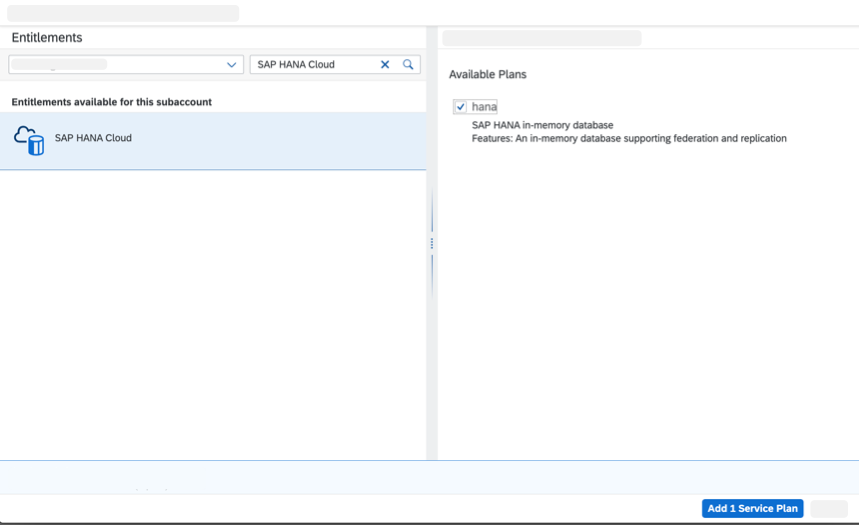 Entitlements
SAP HANA Cloud
Entitlements available for this subaccount
SAP HANA Cloud
Available Plans
hana
SAP HANA in-memory database
Features: An in-memory database supporting federation and replication
Add 1 Service Plan